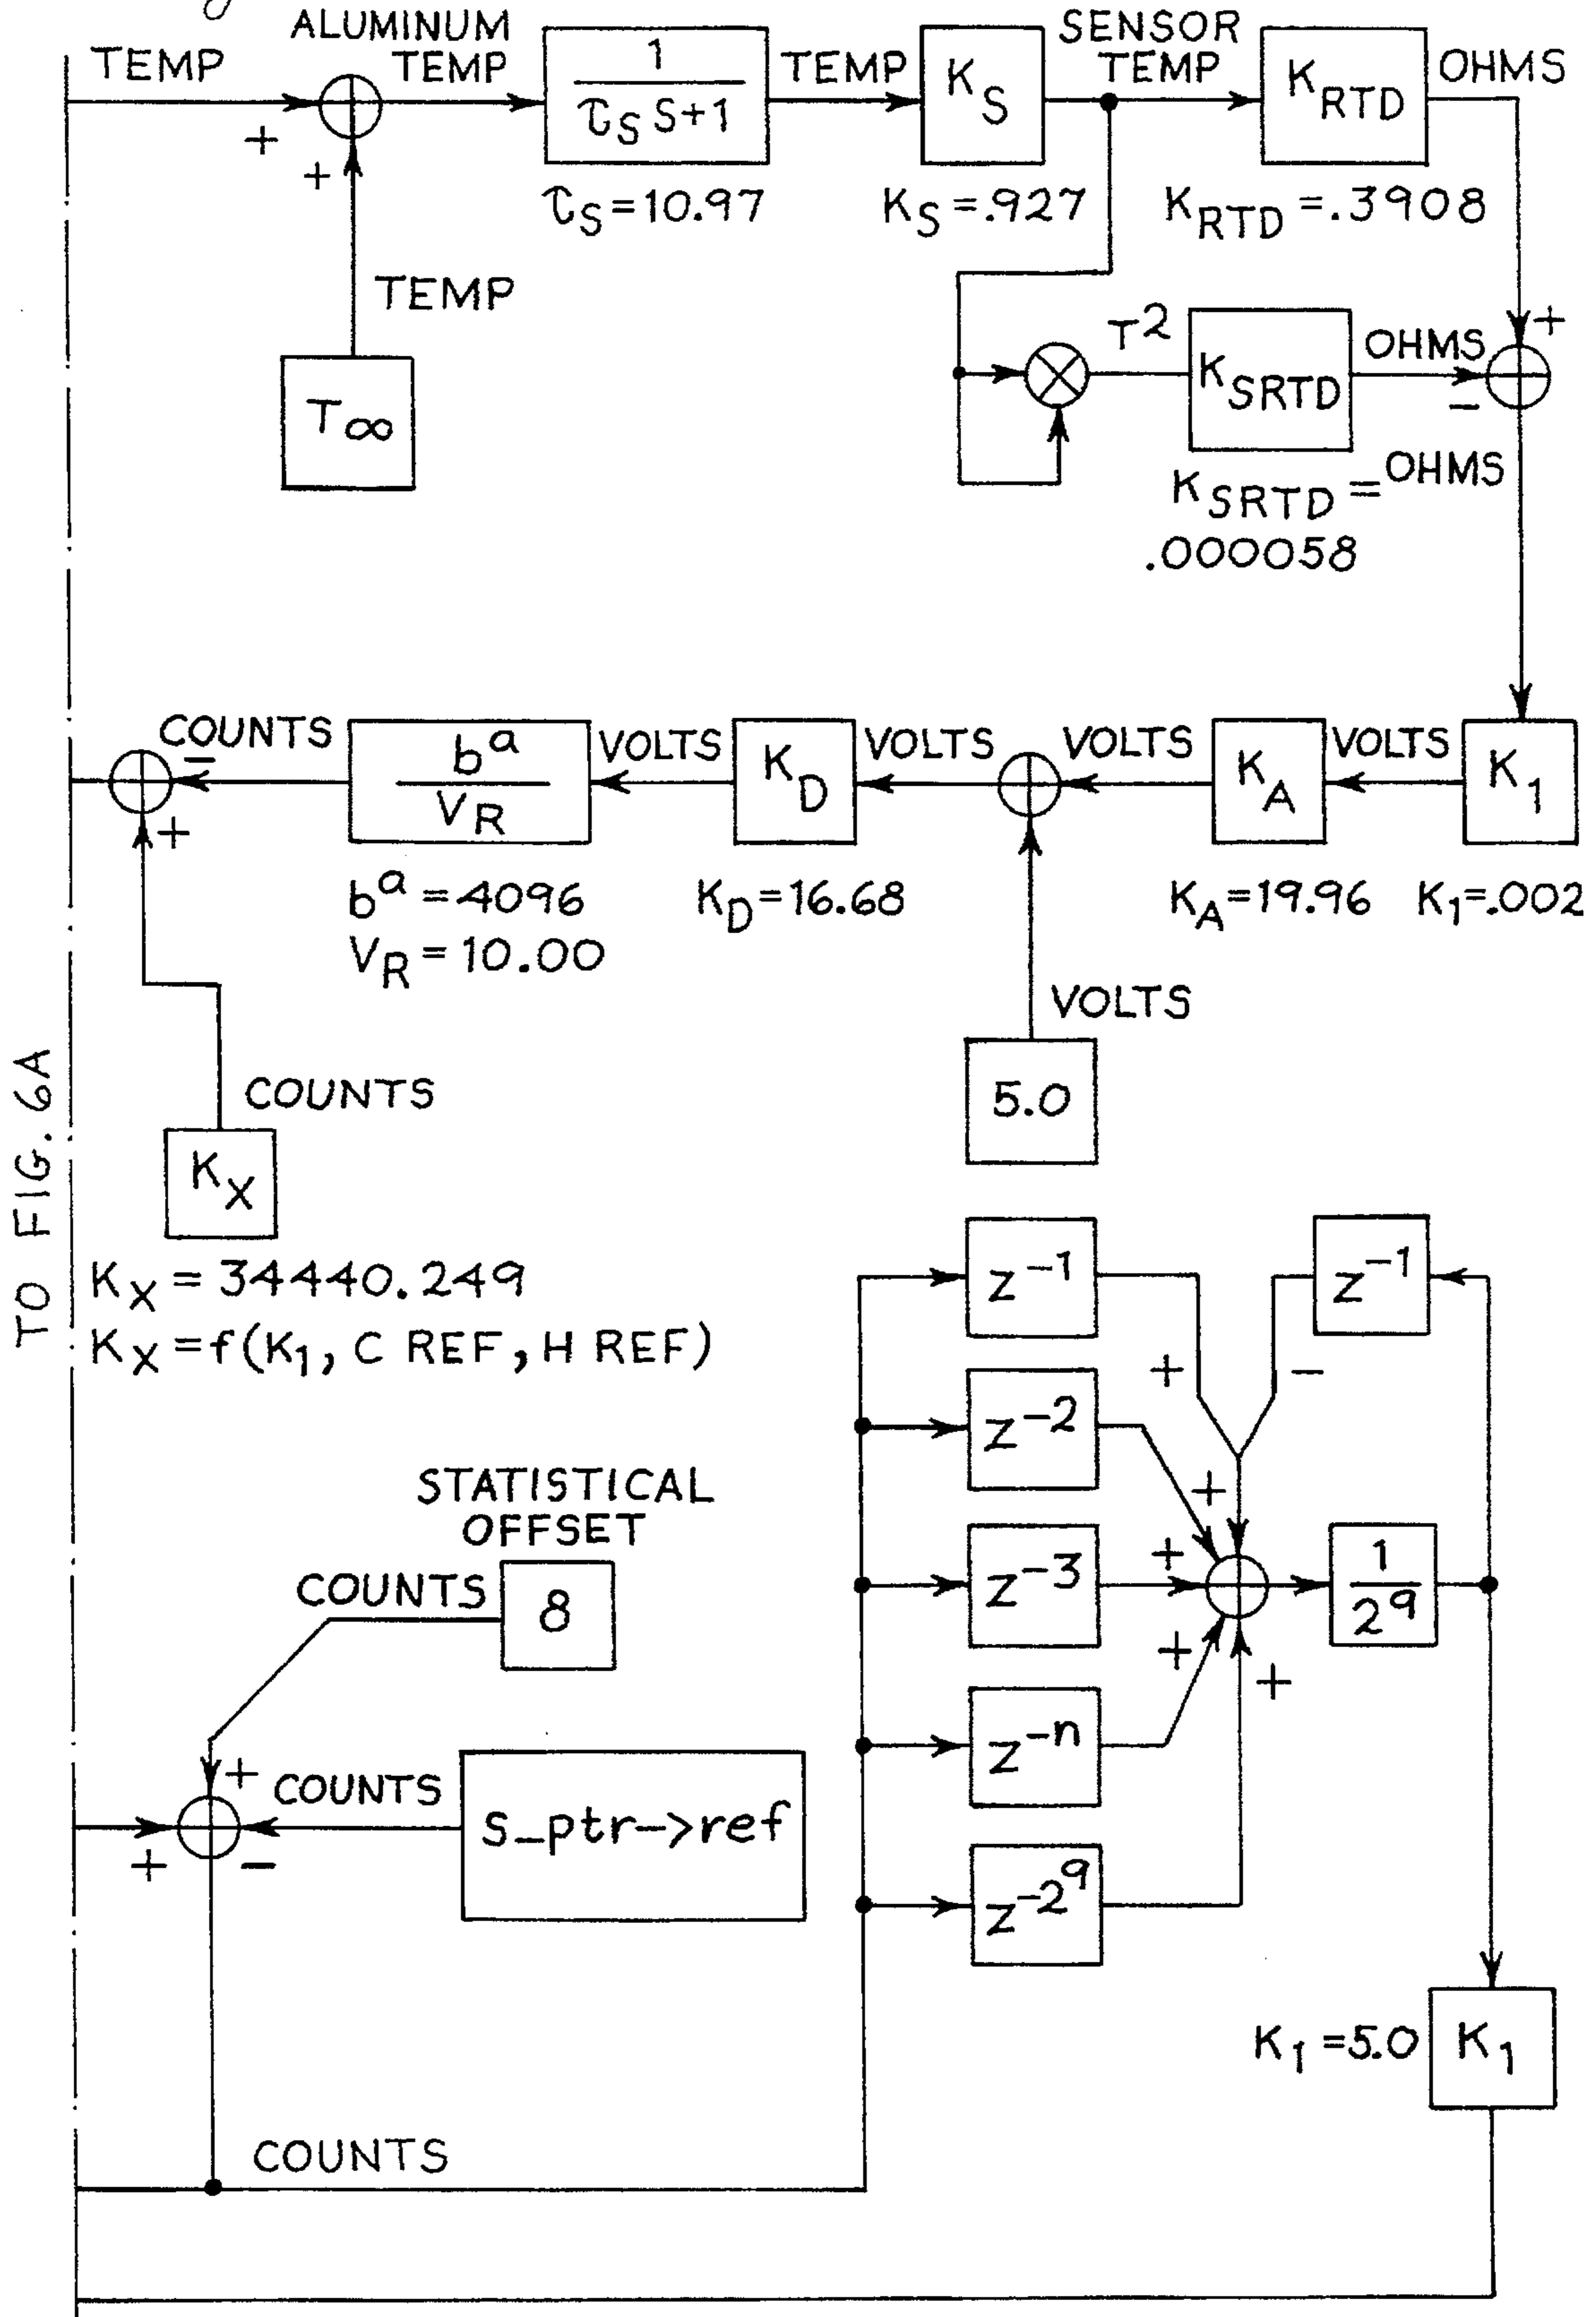 ALUMINUM
TEMP
TEMP
1
τS S+1
TEMP
KS
SENSOR
TEMP
KRTD
OHMS
+
+
τS=10.97
KS=.927
KRTD=.3908
TEMP
T∞
T²
KSRTD
OHMS
+
−
KSRTD=
.000058
OHMS
COUNTS
−
+
bᵃ
VR
VOLTS
KD
VOLTS
VOLTS
KA
VOLTS
K1
bᵃ=4096
VR=10.00
KD=16.68
KA=19.96
K1=.002
VOLTS
5.0
COUNTS
KX
TO FIG. 6A
KX = 34440.249
KX=f(K1, C REF, H REF)
z⁻¹
z⁻¹
+
−
z⁻²
+
STATISTICAL
OFFSET
COUNTS
8
z⁻³
+
1
2⁹
z⁻ⁿ
+
+
+
COUNTS
S_ptr->ref
+
−
z^-2⁹
K1=5.0
K1
COUNTS